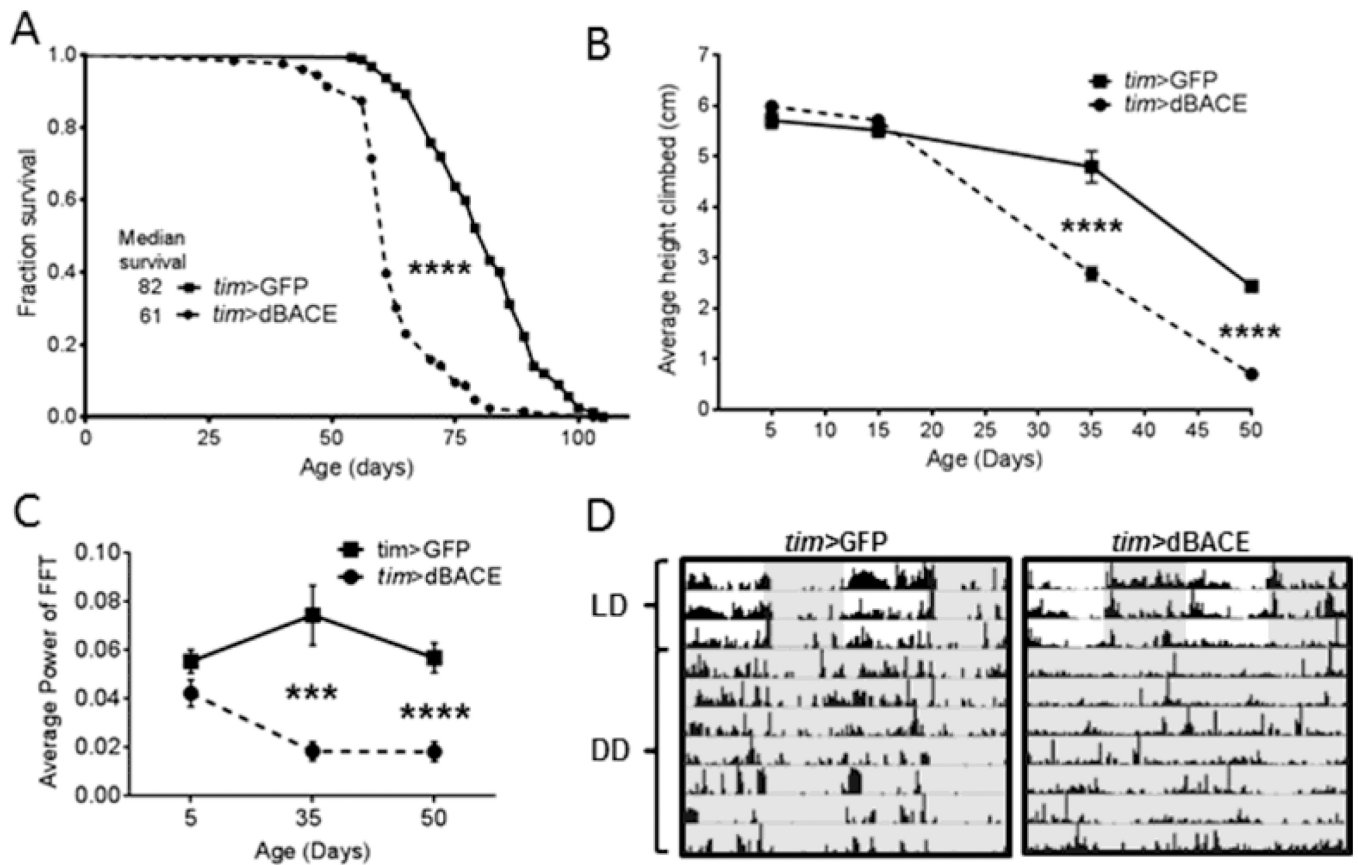 A
1.0
0.8
0.6
0.4
0.2
0.0
Fraction survival
Median
survival
82 tim>GFP
61 tim>dBACE
****
0 25 50 75 100
Age (days)
B
7
6
5
4
3
2
1
0
Average height climbed (cm)
tim>GFP
tim>dBACE
****
****
5 10 15 20 25 30 35 40 45 50
Age (Days)
C
0.10
0.08
0.06
0.04
0.02
0.00
Average Power of FFT
tim>GFP
tim>dBACE
***
****
5 35 50
Age (Days)
D
tim>GFP tim>dBACE
LD
DD